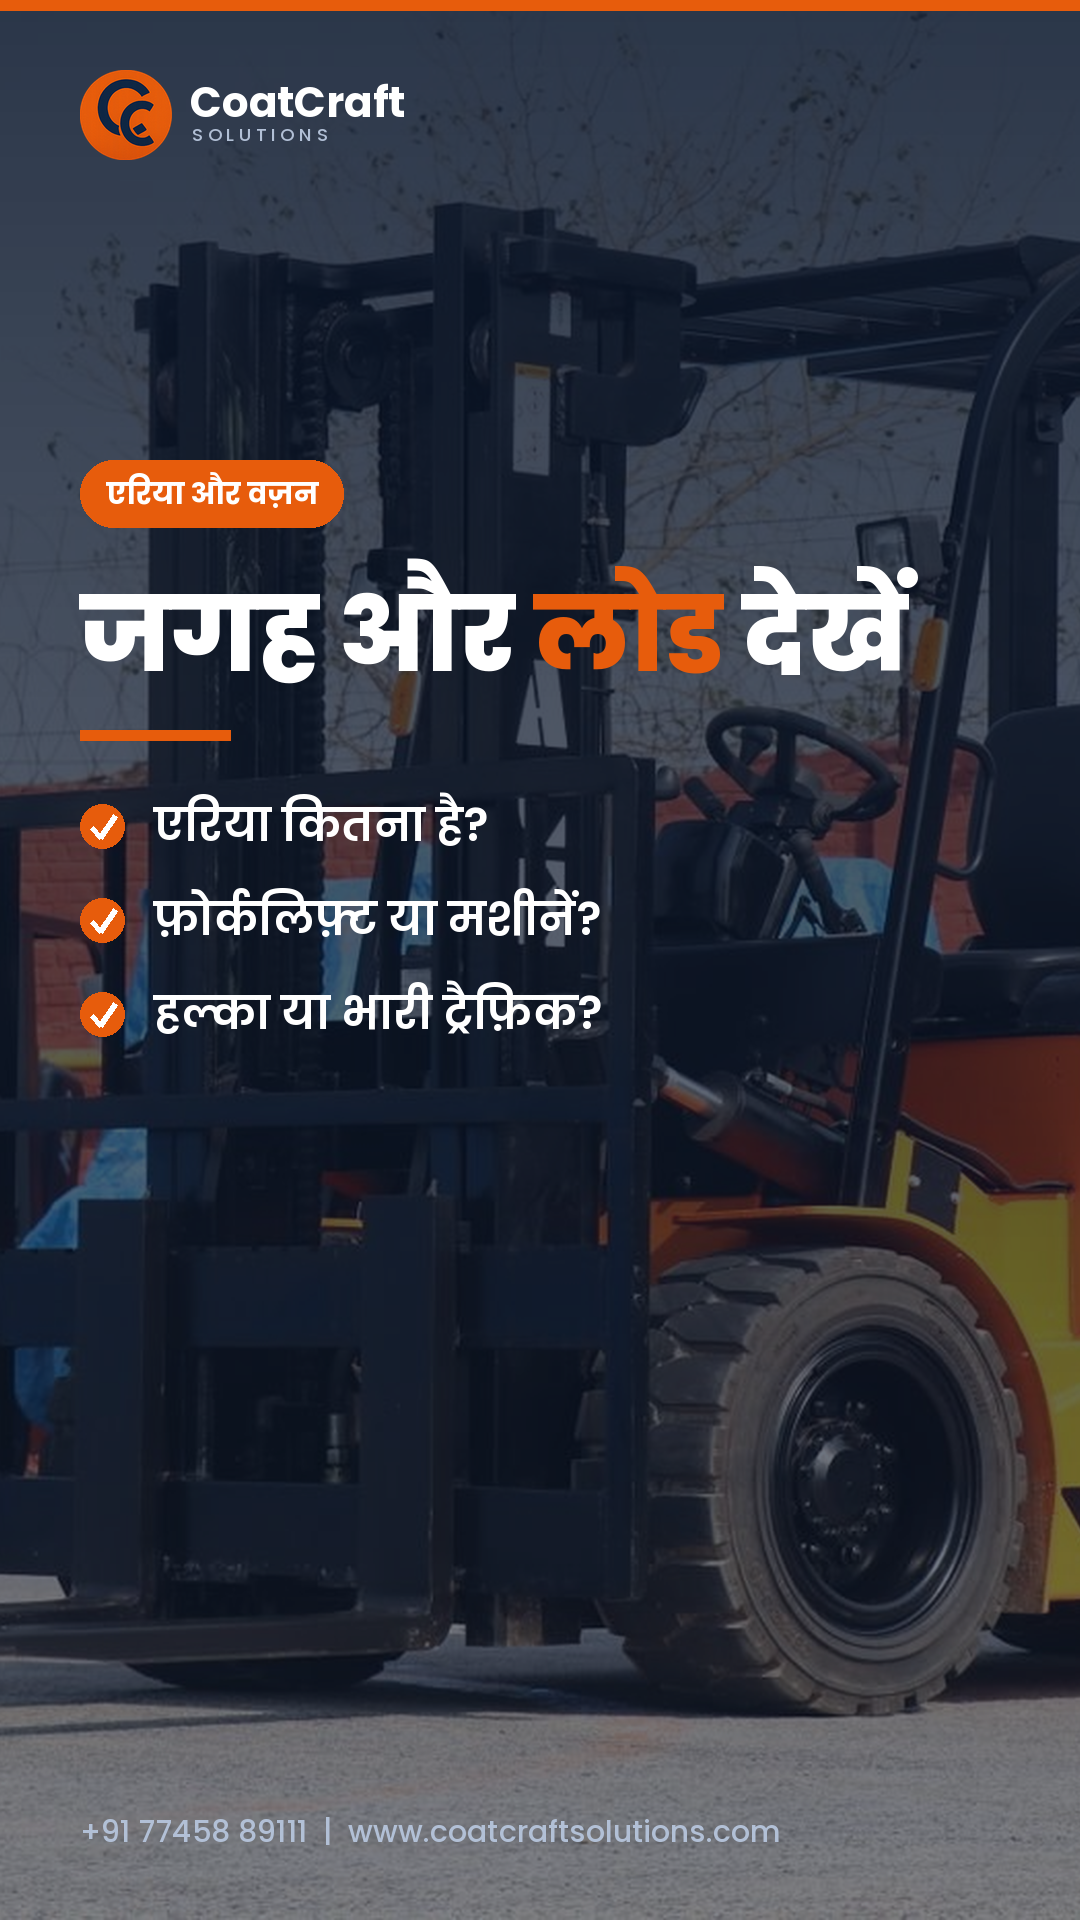 CoatCraft
SOLUTIONS
एरिया और वज़न
जगह और लोड देखें
एरिया कितना है?
फ़ोर्कलिफ़्ट या मशीनें?
हल्का या भारी ट्रैफ़िक?
+91 77458 89111 | www.coatcraftsolutions.com